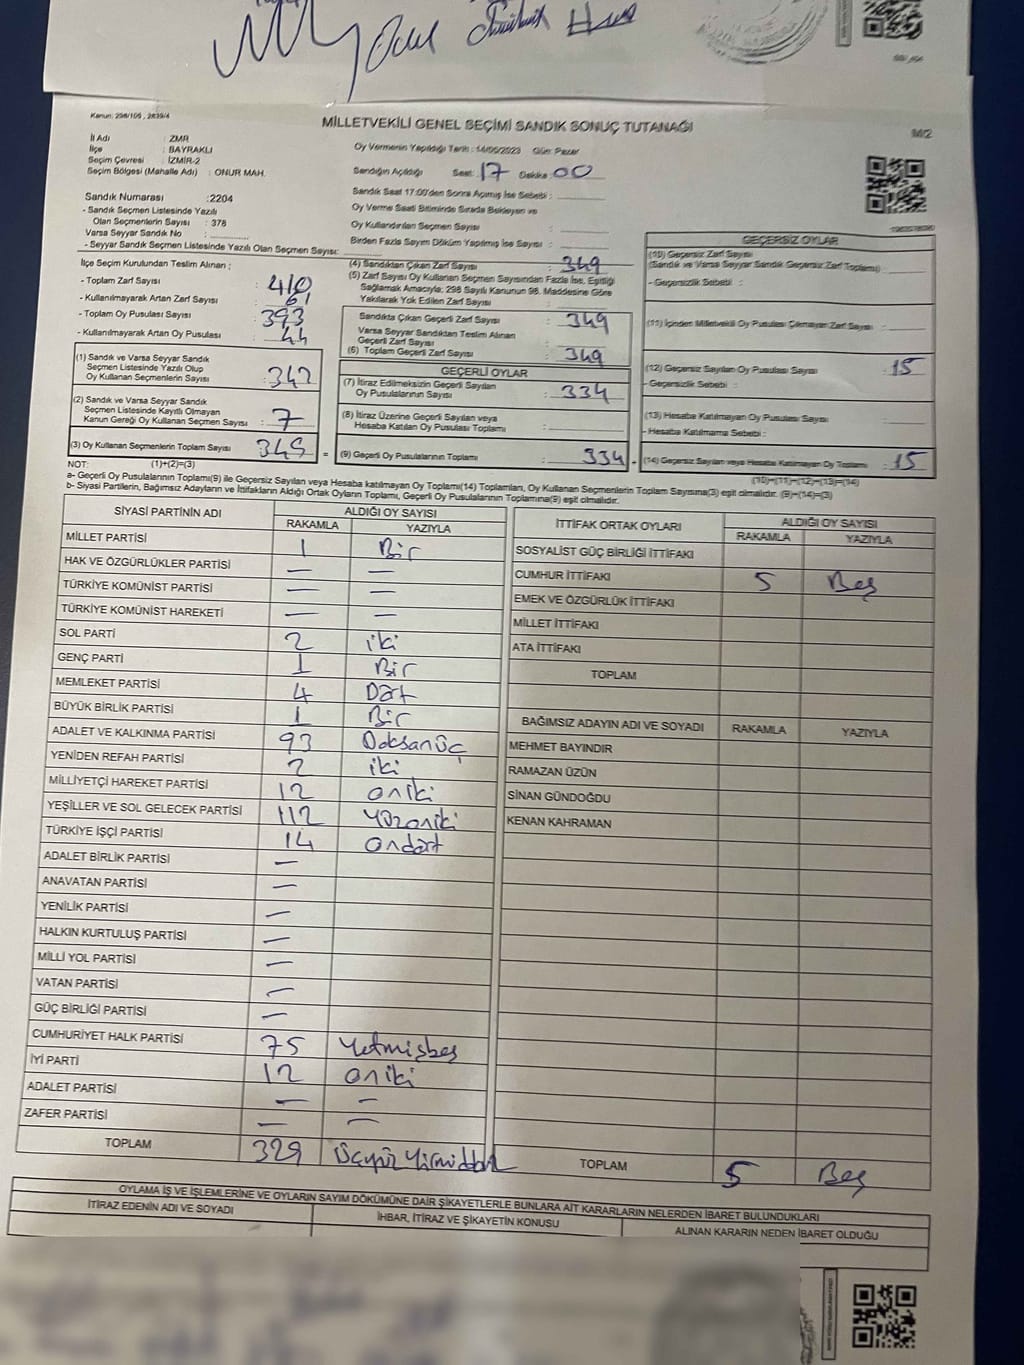 Kanun: 298/105 , 2839/4
MİLLETVEKİLİ GENEL SEÇİMİ SANDIK SONUÇ TUTANAĞI
M2
İl Adı : ZMR
İlçe : BAYRAKLI
Seçim Çevresi : İZMİR-2
Seçim Bölgesi (Mahalle Adı) : ONUR MAH.
Oy Vermenin Yapıldığı Tarih : 14/05/2023 Gün: Pazar
Sandığın Açıldığı Saat: 17 Dakika: 00
Sandık Saat 17:00'den Sonra Açımış İse Sebebi :
Oy Verme Saati Bitiminde Sırada Bekleyen ve
Oy Kullandırılan Seçmen Sayısı :
Birden Fazla Sayım Döküm Yapılmış İse Sayısı :
Sandık Numarası :2204
- Sandık Seçmen Listesinde Yazılı
Olan Seçmenlerin Sayısı : 378
Varsa Seyyar Sandık No :
- Seyyar Sandık Seçmen Listesinde Yazılı Olan Seçmen Sayısı:
İlçe Seçim Kurulundan Teslim Alınan ;
- Toplam Zarf Sayısı : 410
- Kullanılmayarak Artan Zarf Sayısı : 61
- Toplam Oy Pusulası Sayısı : 393
- Kullanılmayarak Artan Oy Pusulası : 44
(1) Sandık ve Varsa Seyyar Sandık
Seçmen Listesinde Yazılı Olup
Oy Kullanan Seçmenlerin Sayısı : 342
(2) Sandık ve Varsa Seyyar Sandık
Seçmen Listesinde Kayıtlı Olmayan
Kanun Gereği Oy Kullanan Seçmen Sayısı : 7
(3) Oy Kullanan Seçmenlerin Toplam Sayısı : 349
(4) Sandıktan Çıkan Zarf Sayısı : 349
(5) Zarf Sayısı Oy Kullanan Seçmen Sayısından Fazla İse, Eşitliği
Sağlamak Amacıyla; 298 Sayılı Kanunun 98. Maddesine Göre
Yakılarak Yok Edilen Zarf Sayısı :
Sandıkta Çıkan Geçerli Zarf Sayısı : 349
Varsa Seyyar Sandıktan Teslim Alınan
Geçerli Zarf Sayısı :
(6) Toplam Geçerli Zarf Sayısı : 349
GEÇERLİ OYLAR
(7) İtiraz Edilmeksizin Geçerli Sayılan
Oy Pusulalarının Sayısı : 334
(8) İtiraz Üzerine Geçerli Sayılan veya
Hesaba Katılan Oy Pusulası Toplamı :
= (9) Geçerli Oy Pusulalarının Toplamı : 334
GEÇERSİZ OYLAR
(10) Geçersiz Zarf Sayısı
(Sandık ve Varsa Seyyar Sandık Geçersiz Zarf Toplamı) :
- Geçersizlik Sebebi :
(11) İçinden Milletvekili Oy Pusulası Çıkmayan Zarf Sayısı :
(12) Geçersiz Sayılan Oy Pusulası Sayısı : 15
- Geçersizlik Sebebi :
(13) Hesaba Katılmayan Oy Pusulası Sayısı :
- Hesaba Katılmama Sebebi :
(14) Geçersiz Sayılan veya Hesaba Katılmayan Oy Toplamı : 15
NOT: (1)+(2)=(3)
(10)+(11)+(12)+(13)=(14)
a- Geçerli Oy Pusulalarının Toplamı(9) ile Geçersiz Sayılan veya Hesaba katılmayan Oy Toplamı(14) Toplamları, Oy Kullanan Seçmenlerin Toplam Sayısına(3) eşit olmalıdır. (9)+(14)=(3)
b- Siyasi Partilerin, Bağımsız Adayların ve İttifakların Aldığı Ortak Oyların Toplamı, Geçerli Oy Pusulalarının Toplamına(9) eşit olmalıdır.
SİYASİ PARTİNİN ADI ALDIĞI OY SAYISI
RAKAMLA YAZIYLA
MİLLET PARTİSİ 1 Bir
HAK VE ÖZGÜRLÜKLER PARTİSİ — —
TÜRKİYE KOMÜNİST PARTİSİ — —
TÜRKİYE KOMÜNİST HAREKETİ — —
SOL PARTİ 2 iki
GENÇ PARTİ 1 Bir
MEMLEKET PARTİSİ 4 Dört
BÜYÜK BİRLİK PARTİSİ 1 Bir
ADALET VE KALKINMA PARTİSİ 93 Doksanüç
YENİDEN REFAH PARTİSİ 2 iki
MİLLİYETÇİ HAREKET PARTİSİ 12 oniki
YEŞİLLER VE SOL GELECEK PARTİSİ 112 Yüzoniki
TÜRKİYE İŞÇİ PARTİSİ 14 ondört
ADALET BİRLİK PARTİSİ —
ANAVATAN PARTİSİ —
YENİLİK PARTİSİ —
HALKIN KURTULUŞ PARTİSİ —
MİLLİ YOL PARTİSİ —
VATAN PARTİSİ —
GÜÇ BİRLİĞİ PARTİSİ —
CUMHURİYET HALK PARTİSİ 75 Yetmişbeş
İYİ PARTİ 12 oniki
ADALET PARTİSİ — —
ZAFER PARTİSİ — —
TOPLAM 329
İTTİFAK ORTAK OYLARI ALDIĞI OY SAYISI
RAKAMLA YAZIYLA
SOSYALİST GÜÇ BİRLİĞİ İTTİFAKI
CUMHUR İTTİFAKI 5 Beş
EMEK VE ÖZGÜRLÜK İTTİFAKI
MİLLET İTTİFAKI
ATA İTTİFAKI
TOPLAM
BAĞIMSIZ ADAYIN ADI VE SOYADI RAKAMLA YAZIYLA
MEHMET BAYINDIR
RAMAZAN ÜZÜN
SİNAN GÜNDOĞDU
KENAN KAHRAMAN
TOPLAM 5 Beş
OYLAMA İŞ VE İŞLEMLERİNE VE OYLARIN SAYIM DÖKÜMÜNE DAİR ŞİKAYETLERLE BUNLARA AİT KARARLARIN NELERDEN İBARET BULUNDUKLARI
İTİRAZ EDENİN ADI VE SOYADI İHBAR, İTİRAZ VE ŞİKAYETİN KONUSU ALINAN KARARIN NEDEN İBARET OLDUĞU